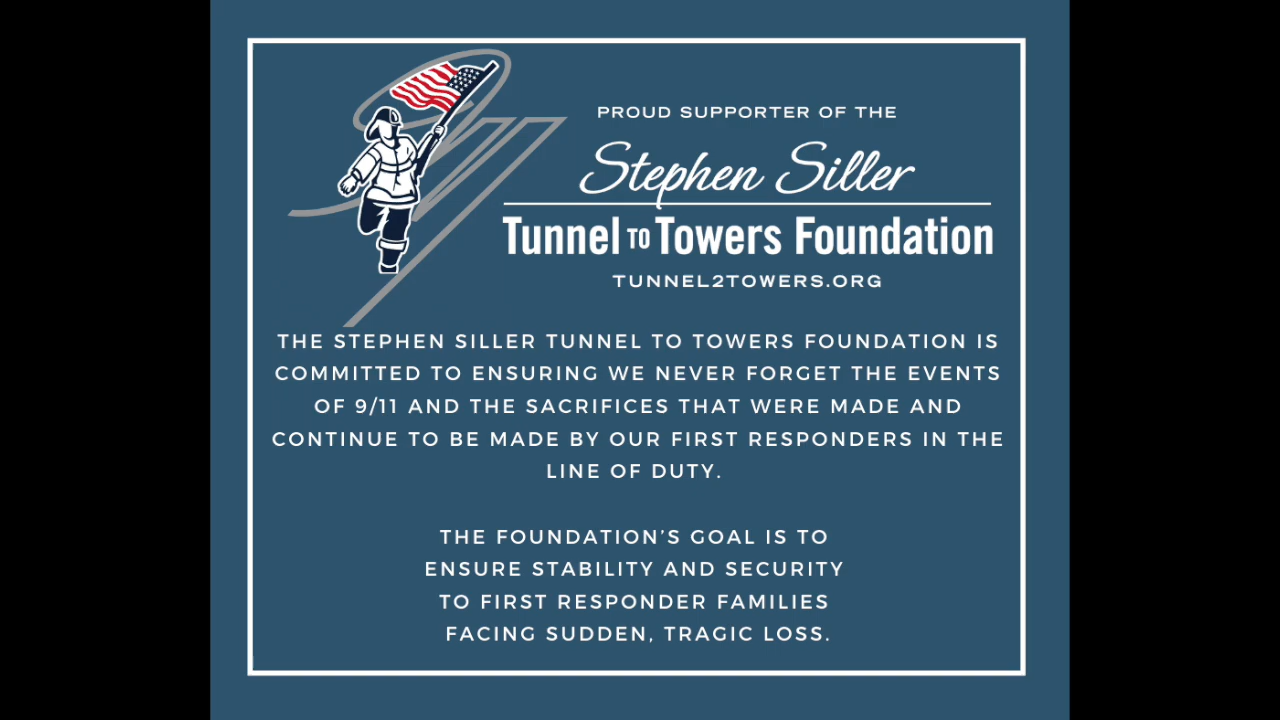 PROUD SUPPORTER OF THE
Stephen Siller
Tunnel TO Towers Foundation
TUNNEL2TOWERS.ORG
THE STEPHEN SILLER TUNNEL TO TOWERS FOUNDATION IS
COMMITTED TO ENSURING WE NEVER FORGET THE EVENTS
OF 9/11 AND THE SACRIFICES THAT WERE MADE AND
CONTINUE TO BE MADE BY OUR FIRST RESPONDERS IN THE
LINE OF DUTY.
THE FOUNDATION'S GOAL IS TO
ENSURE STABILITY AND SECURITY
TO FIRST RESPONDER FAMILIES
FACING SUDDEN, TRAGIC LOSS.